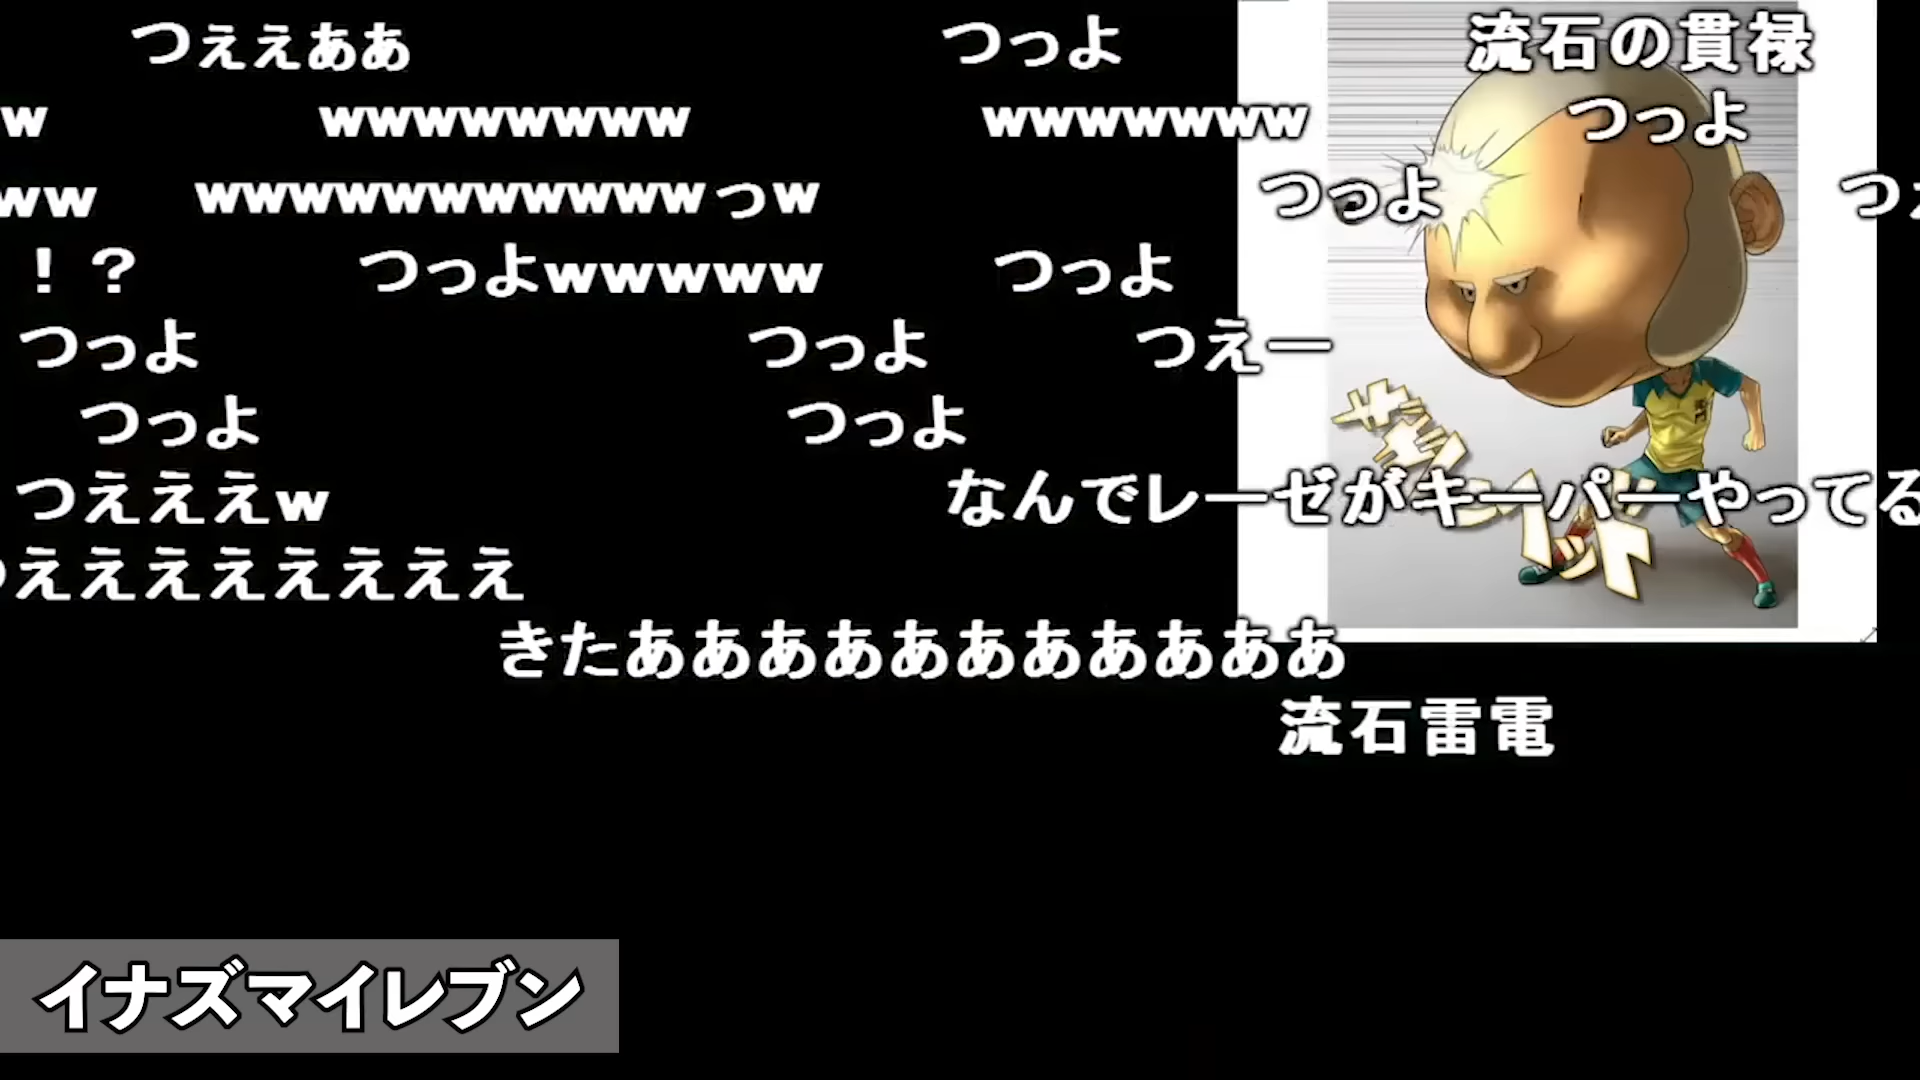 つぇぇああ つっよ 流石の貫禄
w wwwwwwwww wwwwwwww つっよ
ww wwwwwwwwwwwwwっw つっよ つぇ
！？ つっよwwwww つっよ
つっよ つっよ つえー
つっよ つっよ
つえええw なんでレーゼがキーパーやってる
つええええええええ
きたあああああああああああ
流石雷電
イナズマイレブン